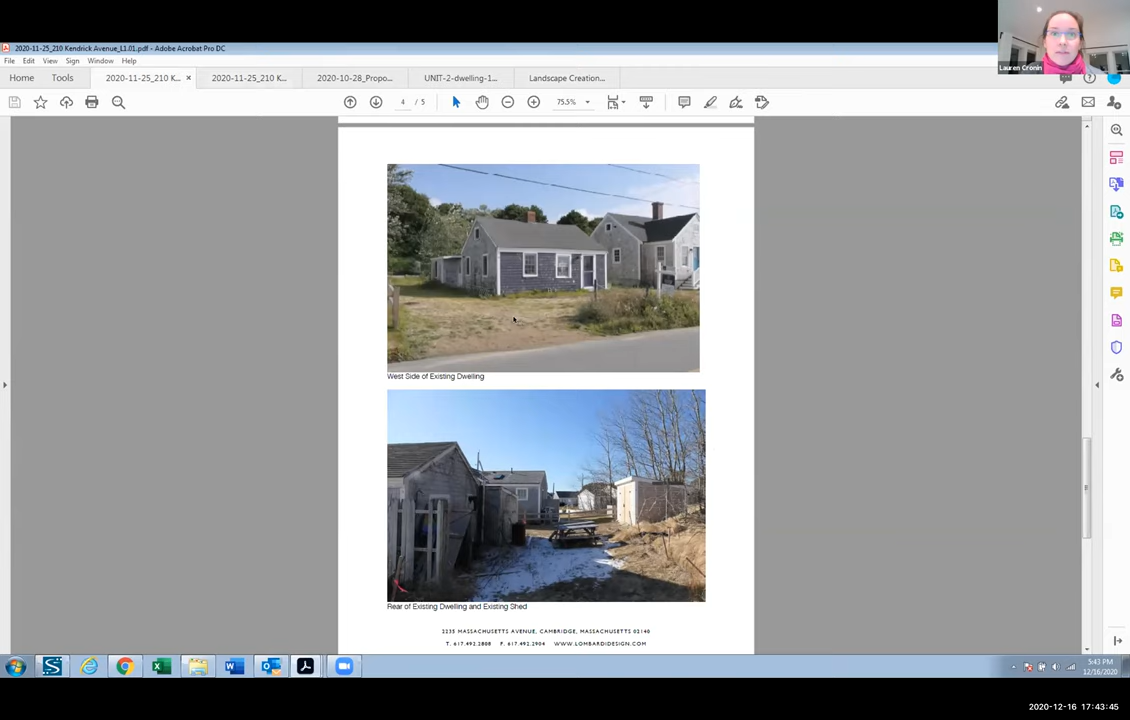 Lauren Cronin
2020-11-25_210 Kendrick Avenue_L1.01.pdf - Adobe Acrobat Pro DC
File Edit View Sign Window Help
Home Tools 2020-11-25_210 K... × 2020-11-25_210 K... 2020-10-28_Propo... UNIT-2-dwelling-1... Landscape Creation...
4 / 5 75.5%
West Side of Existing Dwelling
Rear of Existing Dwelling and Existing Shed
2235 MASSACHUSETTS AVENUE, CAMBRIDGE, MASSACHUSETTS 02140
T. 617.492.2808 F. 617.492.2904 WWW.LOMBARDIDESIGN.COM
5:43 PM
12/16/2020
2020-12-16 17:43:45